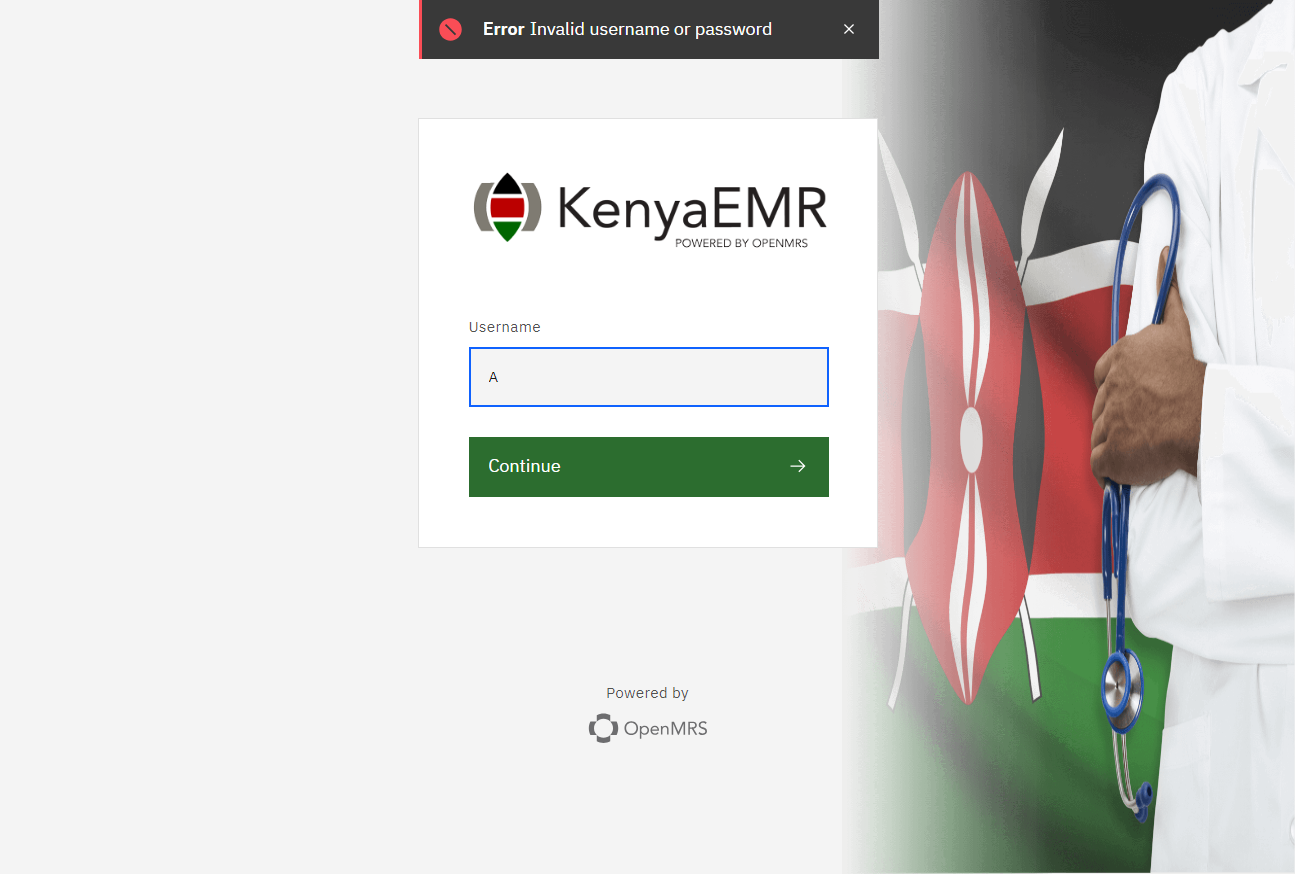 Error Invalid username or password
KenyaEMR
POWERED BY OPENMRS
Username
A
Continue
Powered by
OpenMRS